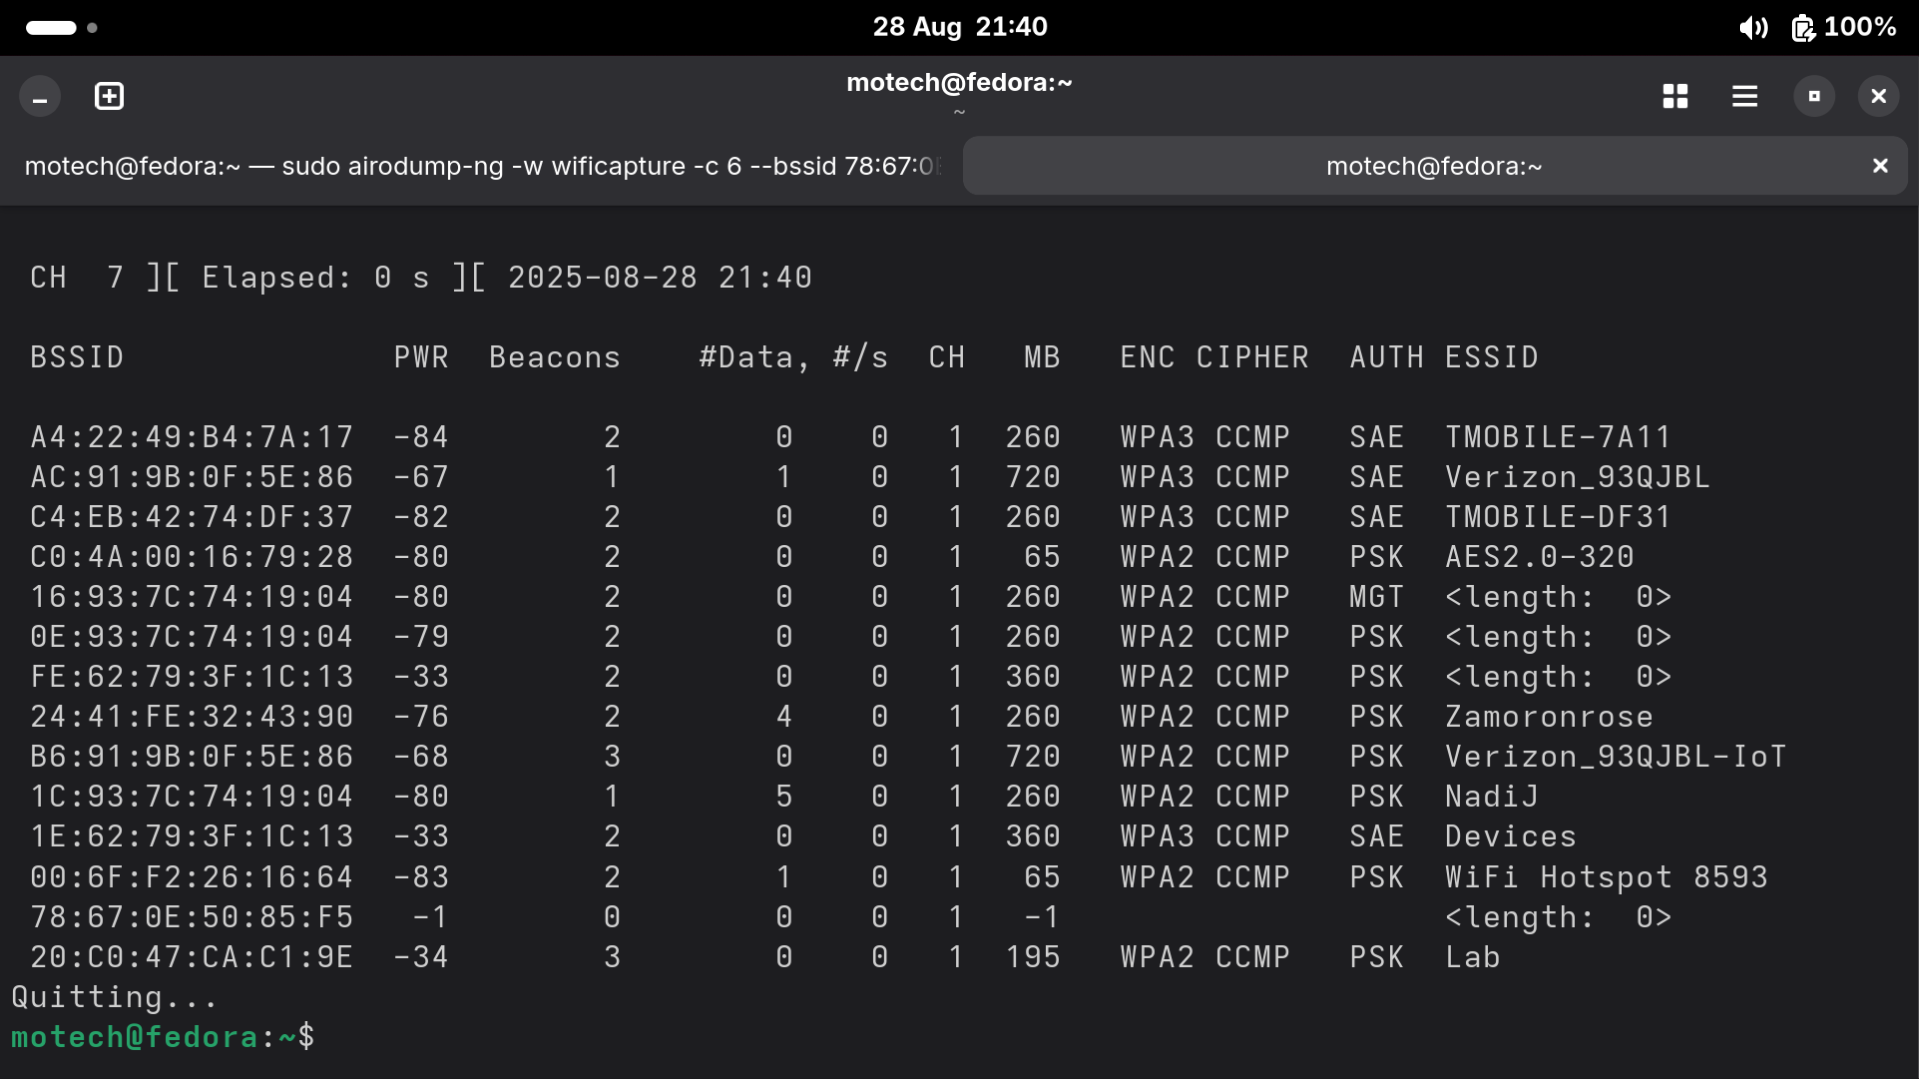 28 Aug 21:40
100%
motech@fedora:~
~
motech@fedora:~ — sudo airodump-ng -w wificapture -c 6 --bssid 78:67:0
motech@fedora:~
CH  7 ][ Elapsed: 0 s ][ 2025-08-28 21:40
BSSID              PWR  Beacons    #Data, #/s  CH   MB   ENC CIPHER  AUTH ESSID
A4:22:49:B4:7A:17  -84        2        0    0   1  260   WPA3 CCMP   SAE  TMOBILE-7A11
AC:91:9B:0F:5E:86  -67        1        1    0   1  720   WPA3 CCMP   SAE  Verizon_93QJBL
C4:EB:42:74:DF:37  -82        2        0    0   1  260   WPA3 CCMP   SAE  TMOBILE-DF31
C0:4A:00:16:79:28  -80        2        0    0   1   65   WPA2 CCMP   PSK  AES2.0-320
16:93:7C:74:19:04  -80        2        0    0   1  260   WPA2 CCMP   MGT  <length:  0>
0E:93:7C:74:19:04  -79        2        0    0   1  260   WPA2 CCMP   PSK  <length:  0>
FE:62:79:3F:1C:13  -33        2        0    0   1  360   WPA2 CCMP   PSK  <length:  0>
24:41:FE:32:43:90  -76        2        4    0   1  260   WPA2 CCMP   PSK  Zamoronrose
B6:91:9B:0F:5E:86  -68        3        0    0   1  720   WPA2 CCMP   PSK  Verizon_93QJBL-IoT
1C:93:7C:74:19:04  -80        1        5    0   1  260   WPA2 CCMP   PSK  NadiJ
1E:62:79:3F:1C:13  -33        2        0    0   1  360   WPA3 CCMP   SAE  Devices
00:6F:F2:26:16:64  -83        2        1    0   1   65   WPA2 CCMP   PSK  WiFi Hotspot 8593
78:67:0E:50:85:F5   -1        0        0    0   1   -1                    <length:  0>
20:C0:47:CA:C1:9E  -34        3        0    0   1  195   WPA2 CCMP   PSK  Lab
Quitting...
motech@fedora:~$